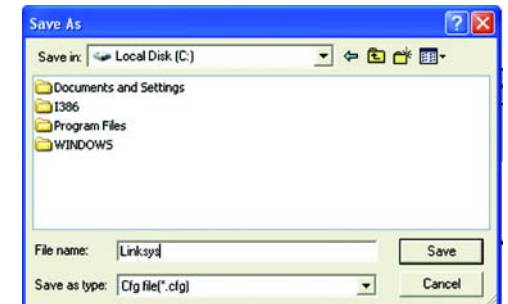 Save As
Save in: Local Disk (C:)
Documents and Settings
I386
Program Files
WINDOWS
File name: Linksys Save
Save as type: Cfg file(*.cfg) Cancel